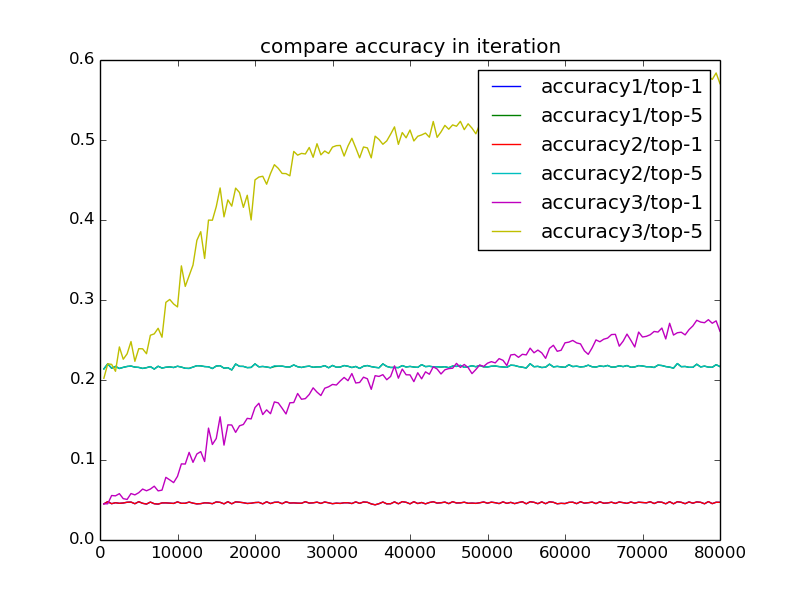 compare accuracy in iteration
0.6
accuracy1/top-1
accuracy1/top-5
accuracy2/top-1
accuracy2/top-5
accuracy3/top-1
accuracy3/top-5
0.5
0.4
0.3
0.2
0.1
0.0
0 10000 20000 30000 40000 50000 60000 70000 80000